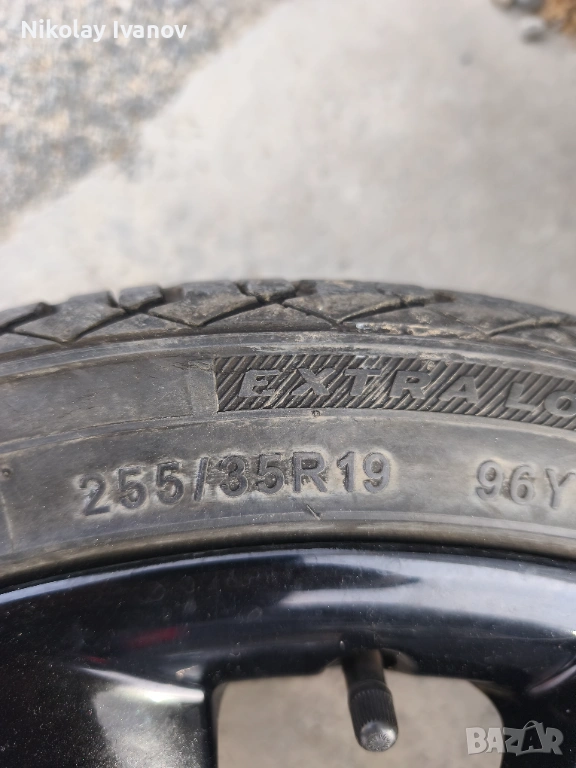 Nikolay Ivanov
EXTRA LO
255/35R19 96Y
BAZAR